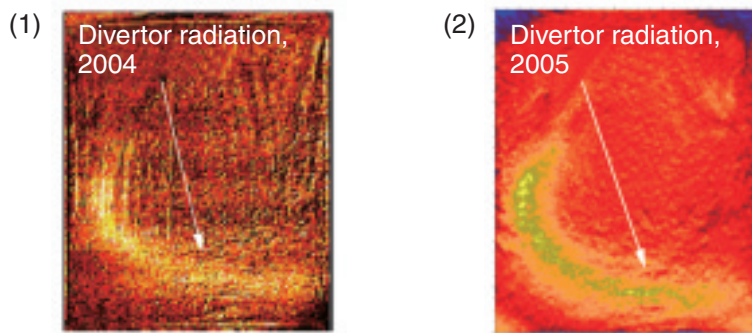 (1)
Divertor radiation,
2004
(2)
Divertor radiation,
2005